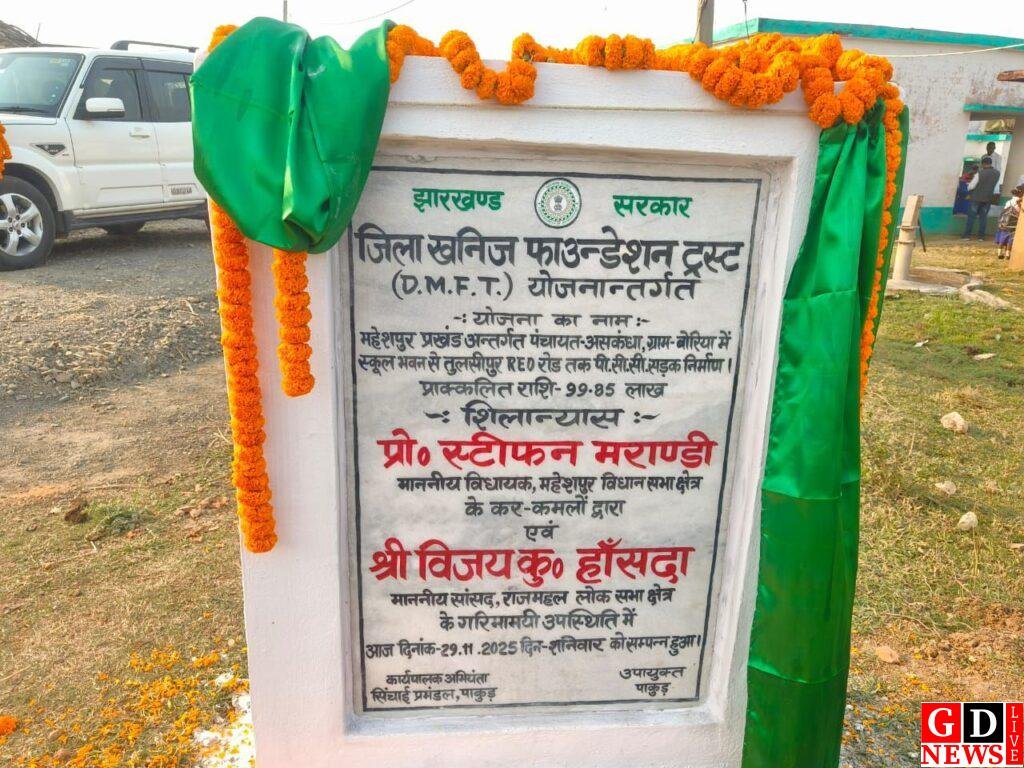 झारखण्ड सरकार
जिला खनिज फाउन्डेशन ट्रस्ट
(D.M.F.T.) योजनान्तर्गत
-: योजना का नाम :-
महेशपुर प्रखंड अन्तर्गत पंचायत-असकंधा, ग्राम-बोरिया में
स्कूल भवन से तुलसीपुर REO रोड तक पी.सी.सी.सड़क निर्माण।
प्राक्कलित राशि- 99.85 लाख
-: शिलान्यास :-
प्रो० स्टीफन मराण्डी
माननीय विधायक, महेशपुर विधान सभा क्षेत्र
के कर-कमलों द्वारा
एवं
श्री विजय कु० हाँसदा
माननीय सांसद, राजमहल लोक सभा क्षेत्र
के गरिमामयी उपस्थिति में
आज दिनांक-29.11.2025 दिन-शनिवार को सम्पन्न हुआ।
कार्यपालक अभियंता उपायुक्त
सिंचाई प्रमंडल, पाकुड़ पाकुड़
GD
NEWS
LIVE